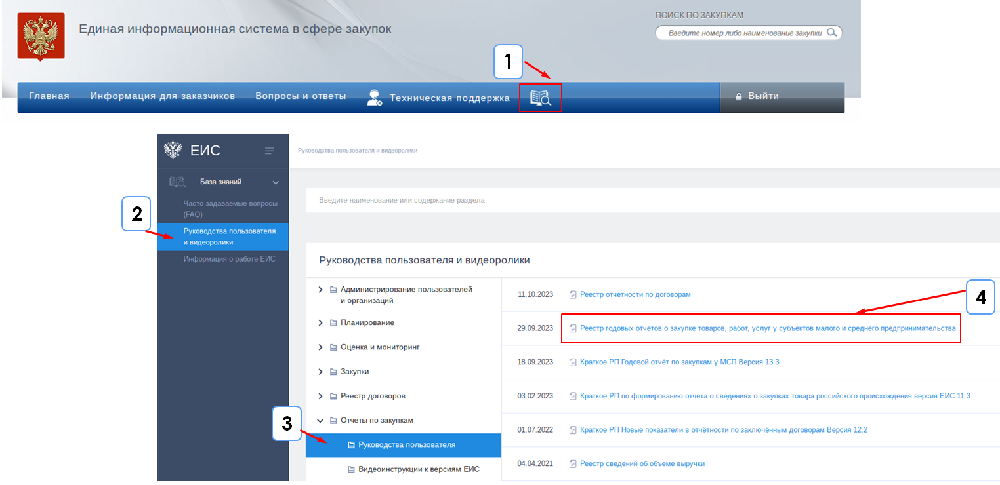 ПОИСК ПО ЗАКУПКАМ
Единая информационная система в сфере закупок
Введите номер либо наименование закупки
1
Главная
Информация для заказчиков
Вопросы и ответы
Техническая поддержка
Выйти
ЕИС
Руководства пользователя и видеоролики
База знаний
Часто задаваемые вопросы
(FAQ)
2
Руководства пользователя
и видеоролики
Информация о работе ЕИС
Введите наименование или содержание раздела
Руководства пользователя и видеоролики
Администрирование пользователей
и организаций
Планирование
Оценка и мониторинг
Закупки
Реестр договоров
Отчеты по закупкам
3
Руководства пользователя
Видеоинструкции к версиям ЕИС
11.10.2023 Реестр отчетности по договорам
4
29.09.2023 Реестр годовых отчетов о закупке товаров, работ, услуг у субъектов малого и среднего предпринимательства
18.09.2023 Краткое РП Годовой отчёт по закупкам у МСП Версия 13.3
03.02.2023 Краткое РП по формированию отчета о сведениях о закупках товара российского происхождения версия ЕИС 11.3
01.07.2022 Краткое РП Новые показатели в отчётности по заключённым договорам Версия 12.2
04.04.2021 Реестр сведений об объеме выручки